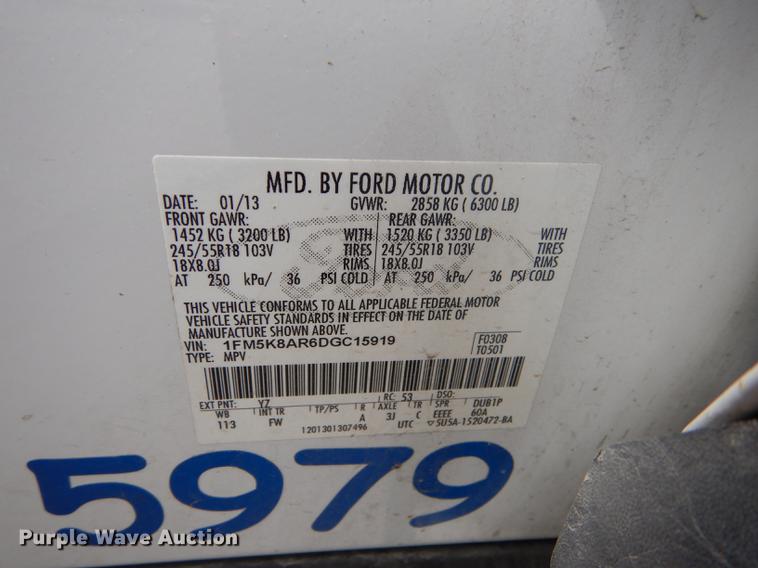 MFD. BY FORD MOTOR CO.
DATE: 01/13 GVWR: 2858 KG ( 6300 LB)
FRONT GAWR: REAR GAWR:
1452 KG ( 3200 LB) WITH 1520 KG ( 3350 LB) WITH
245/55R18 103V TIRES 245/55R18 103V TIRES
18X8.0J RIMS 18X8.0J RIMS
AT 250 kPa/ 36 PSI COLD AT 250 kPa/ 36 PSI COLD
THIS VEHICLE CONFORMS TO ALL APPLICABLE FEDERAL MOTOR
VEHICLE SAFETY STANDARDS IN EFFECT ON THE DATE OF
MANUFACTURE SHOWN ABOVE.
VIN: 1FM5K8AR6DGC15919 F0308
TYPE: MPV T0501
EXT PNT: YZ RC: 53 DSO:
WB INT TR TP/PS R AXLE TR SPR DUB1P
113 FW A 3J C EEEE 60A
1201301307496 UTC 5U5A-1520472-BA
5979
Purple Wave Auction